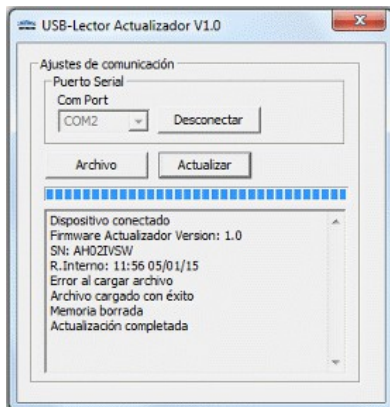 USB-Lector Actualizador V1.0
Ajustes de comunicación
Puerto Serial
Com Port
COM2
Desconectar
Archivo
Actualizar
Dispositivo conectado
Firmware Actualizador Version: 1.0
SN: AH02IVSW
R.Interno: 11:56 05/01/15
Error al cargar archivo
Archivo cargado con éxito
Memoria borrada
Actualización completada